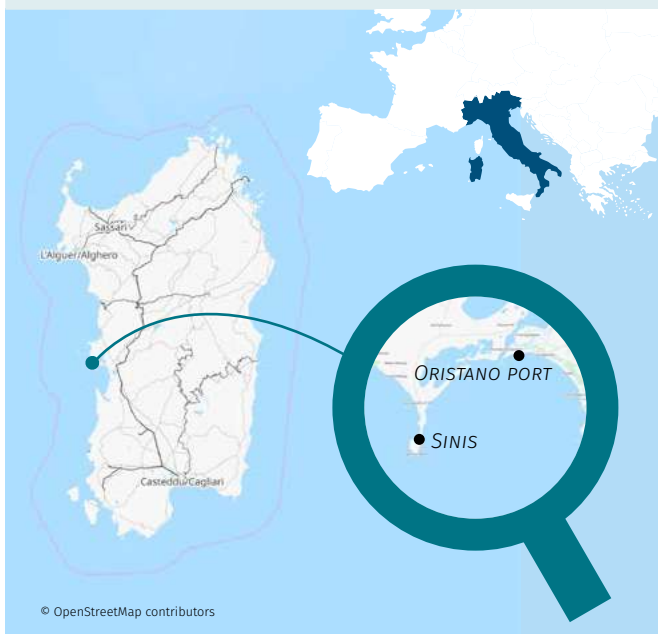 Sassari
L'Alguer/Alghero
ORISTANO PORT
SINIS
Casteddu/Cagliari
© OpenStreetMap contributors